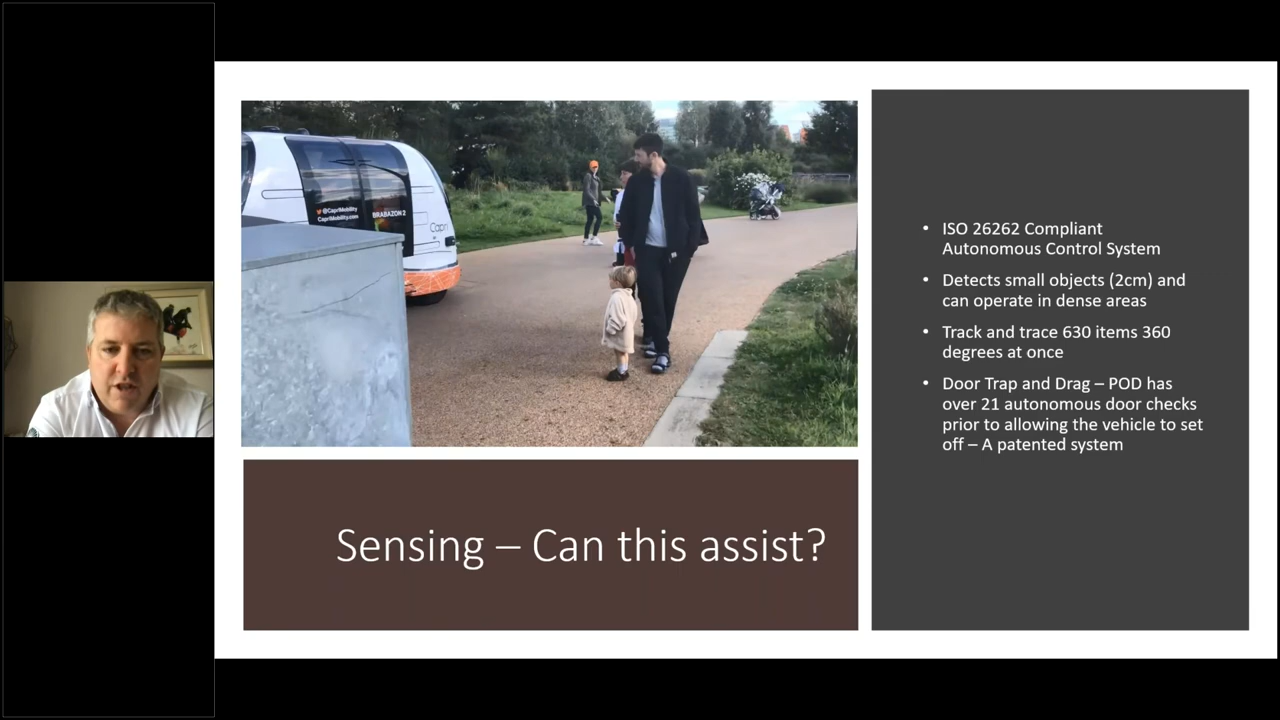 @CapriMobility
CapriMobility.com
BRABAZON 2
Capri
ISO 26262 Compliant
Autonomous Control System
Detects small objects (2cm) and
can operate in dense areas
Track and trace 630 items 360
degrees at once
Door Trap and Drag – POD has
over 21 autonomous door checks
prior to allowing the vehicle to set
off – A patented system
Sensing – Can this assist?